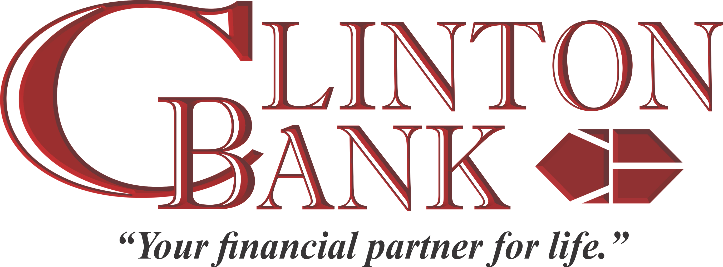 CLINTON
BANK
“Your financial partner for life.”